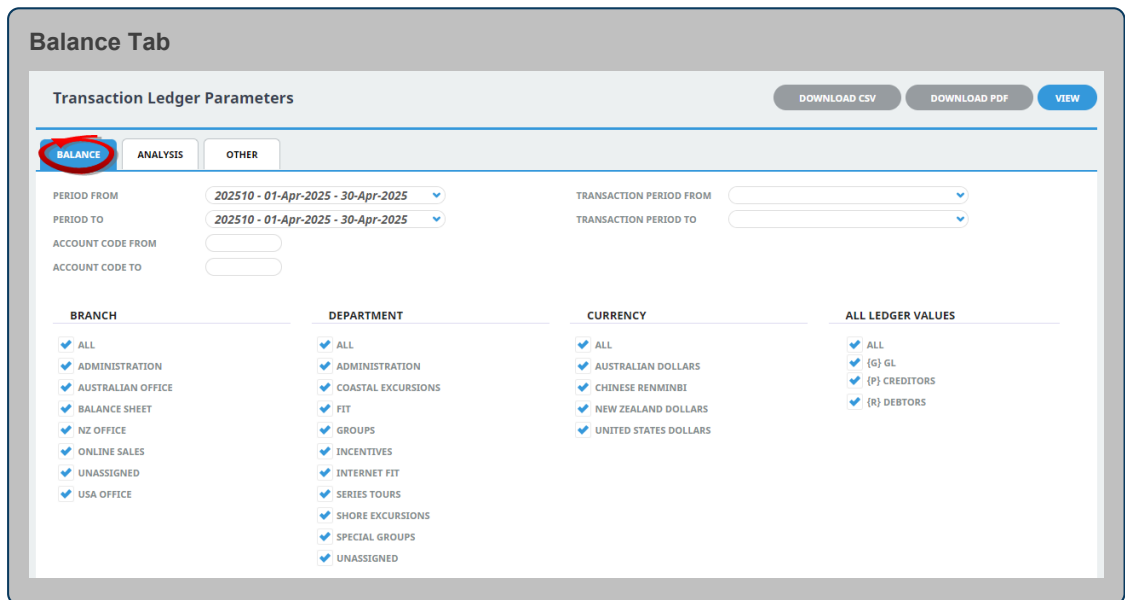 Balance Tab
Transaction Ledger Parameters
DOWNLOAD CSV
DOWNLOAD PDF
VIEW
BALANCE
ANALYSIS
OTHER
PERIOD FROM
202510 - 01-Apr-2025 - 30-Apr-2025
TRANSACTION PERIOD FROM
PERIOD TO
202510 - 01-Apr-2025 - 30-Apr-2025
TRANSACTION PERIOD TO
ACCOUNT CODE FROM
ACCOUNT CODE TO
BRANCH
ALL
ADMINISTRATION
AUSTRALIAN OFFICE
BALANCE SHEET
NZ OFFICE
ONLINE SALES
UNASSIGNED
USA OFFICE
DEPARTMENT
ALL
ADMINISTRATION
COASTAL EXCURSIONS
FIT
GROUPS
INCENTIVES
INTERNET FIT
SERIES TOURS
SHORE EXCURSIONS
SPECIAL GROUPS
UNASSIGNED
CURRENCY
ALL
AUSTRALIAN DOLLARS
CHINESE RENMINBI
NEW ZEALAND DOLLARS
UNITED STATES DOLLARS
ALL LEDGER VALUES
ALL
{G} GL
{P} CREDITORS
{R} DEBTORS